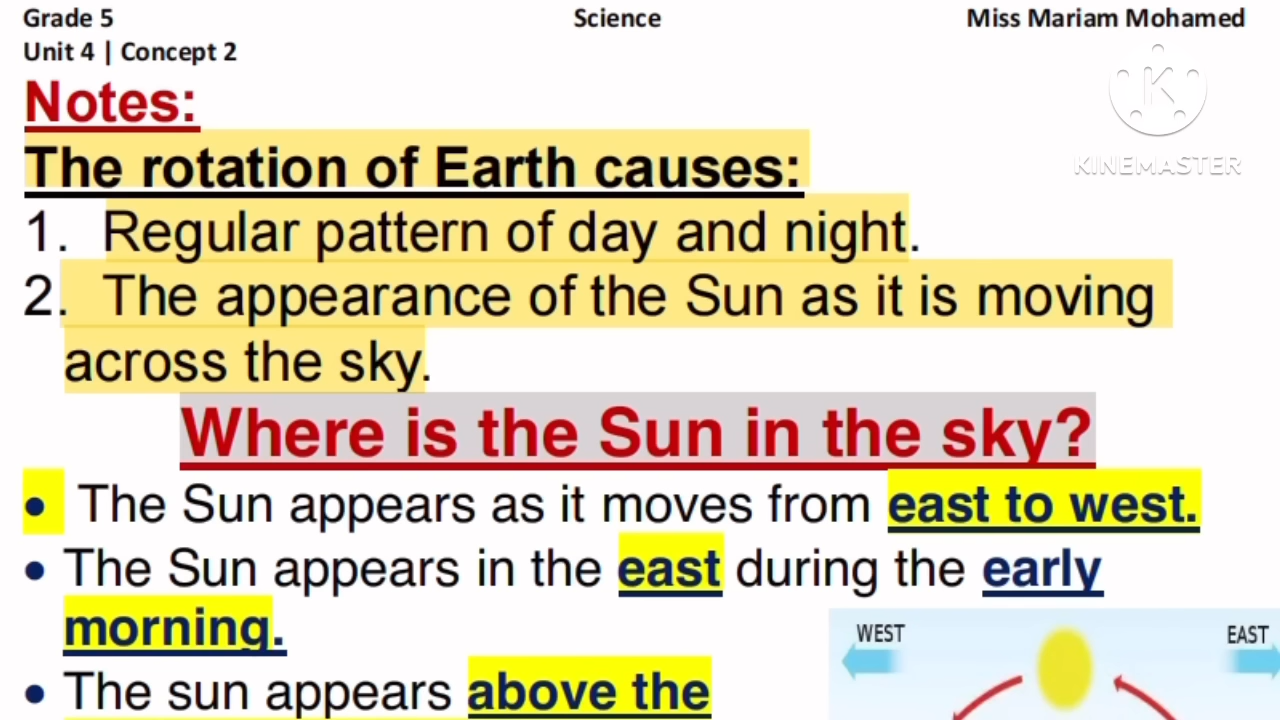 Grade 5 Science Miss Mariam Mohamed
Unit 4 | Concept 2
KINEMASTER
Notes:
The rotation of Earth causes:
1. Regular pattern of day and night.
2. The appearance of the Sun as it is moving
across the sky.
Where is the Sun in the sky?
• The Sun appears as it moves from east to west.
• The Sun appears in the east during the early
morning.
WEST EAST
• The sun appears above the